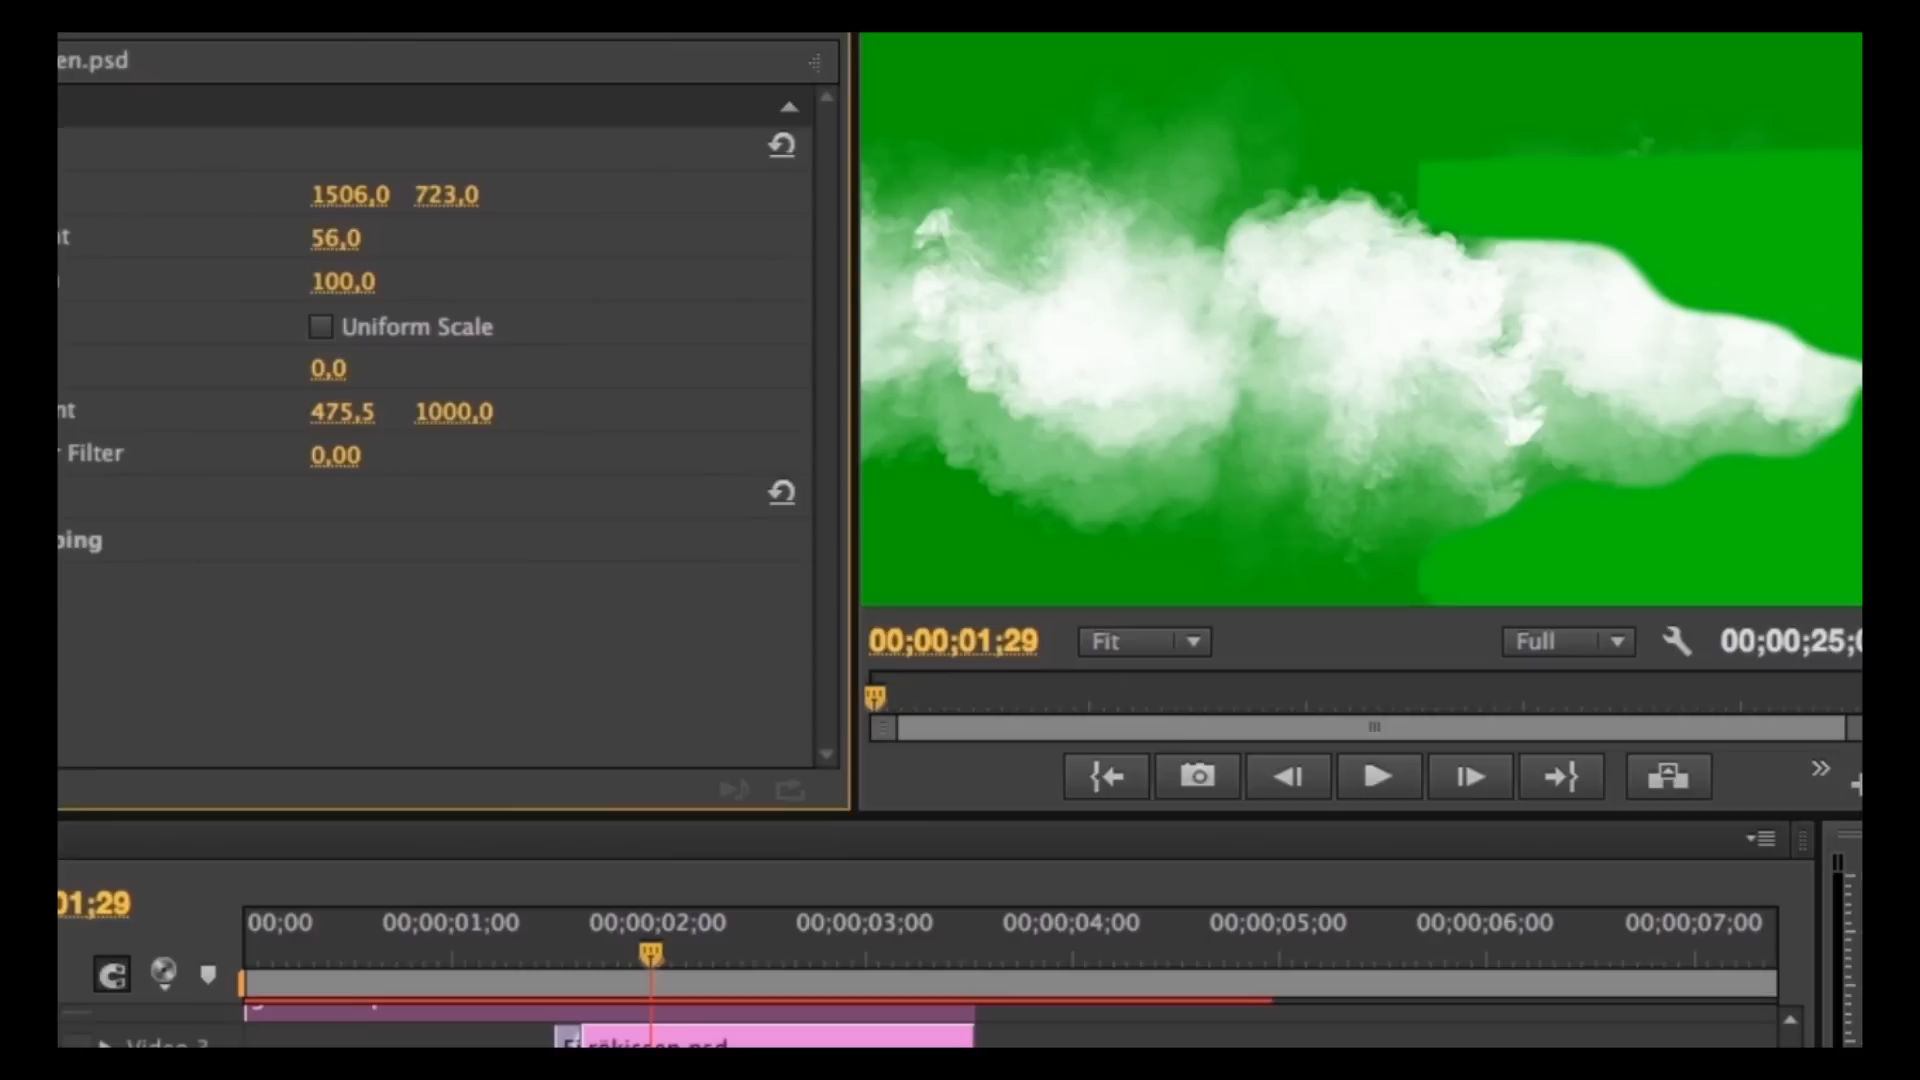 en.psd
1506,0 723,0
nt 56,0
100,0
Uniform Scale
0,0
nt 475,5 1000,0
r Filter 0,00
ping
00;00;01;29 Fit Full 00;00;25;0
01;29
00;00 00;00;01;00 00;00;02;00 00;00;03;00 00;00;04;00 00;00;05;00 00;00;06;00 00;00;07;00
Video 3